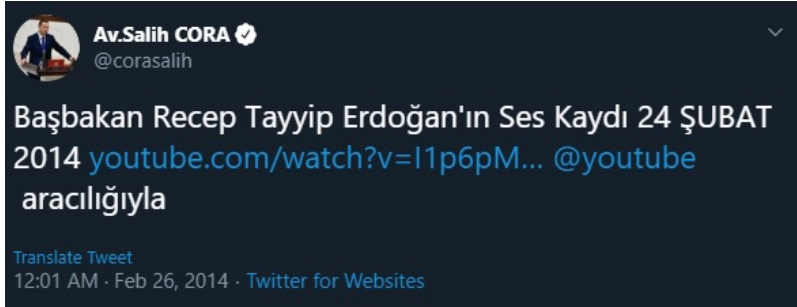 Av.Salih CORA
@corasalih
Başbakan Recep Tayyip Erdoğan'ın Ses Kaydı 24 ŞUBAT
2014 youtube.com/watch?v=I1p6pM... @youtube
aracılığıyla
Translate Tweet
12:01 AM · Feb 26, 2014 · Twitter for Websites